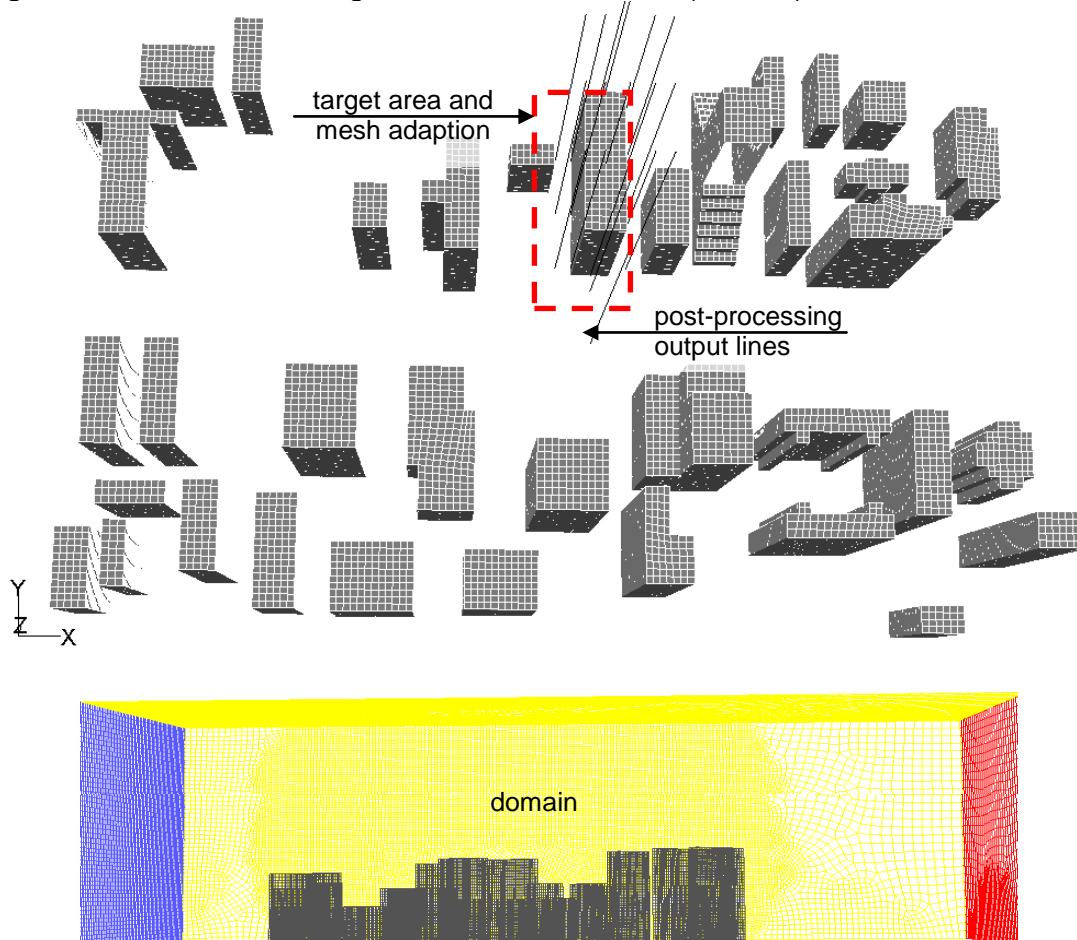 target area and
mesh adaption
post-processing
output lines
Y
Z
X
domain